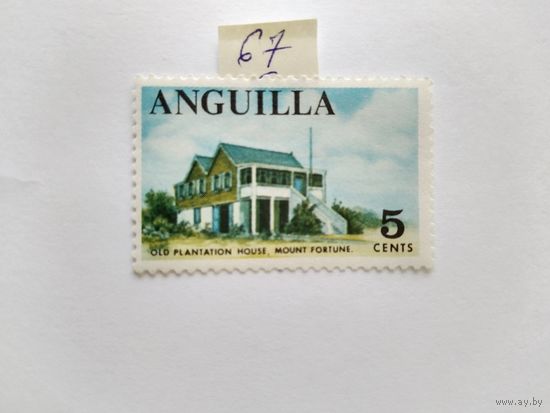 67
ANGUILLA
5
CENTS
OLD PLANTATION HOUSE, MOUNT FORTUNE.
www.ay.by